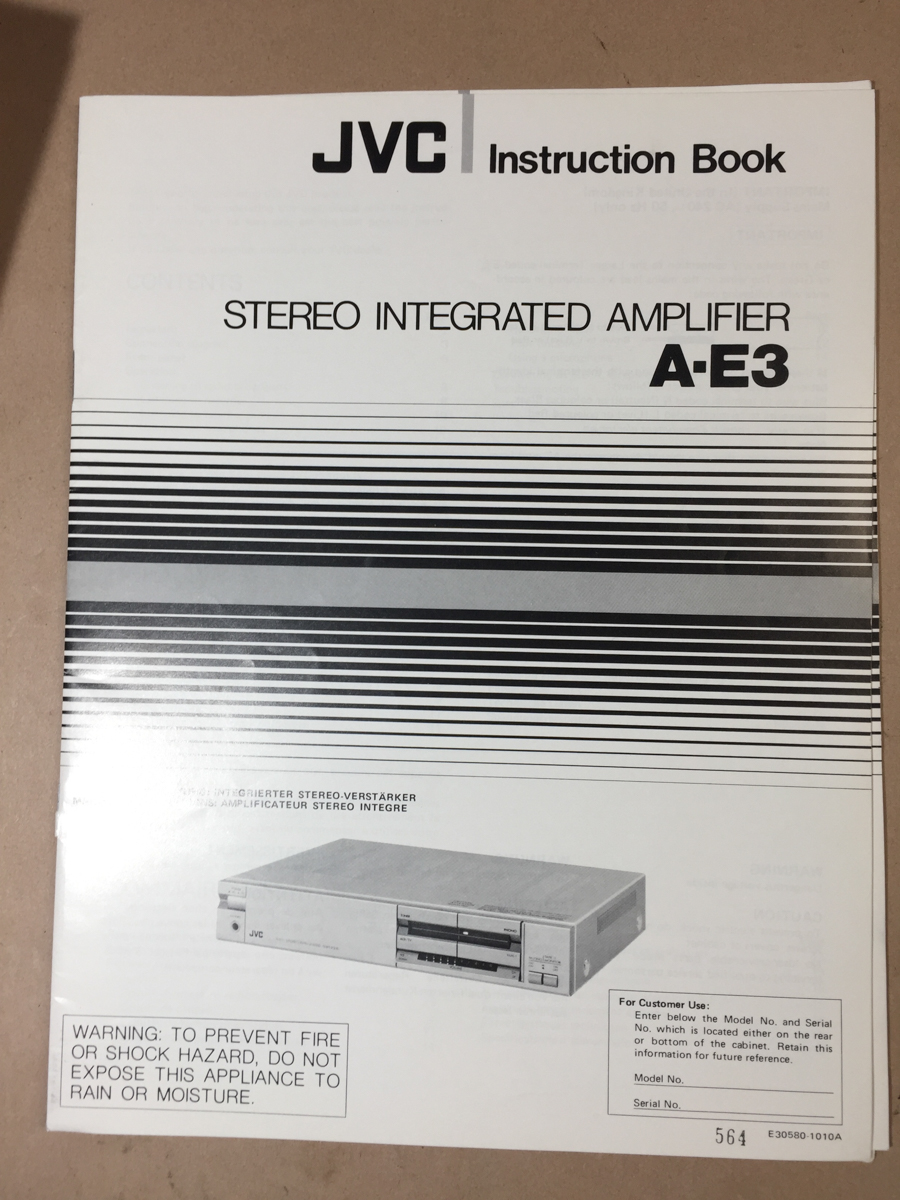 JVC Instruction Book
STEREO INTEGRATED AMPLIFIER
A-E3
INTEGRIERTER STEREO-VERSTÄRKER
AMPLIFICATEUR STEREO INTEGRE
JVC
WARNING: TO PREVENT FIRE
OR SHOCK HAZARD, DO NOT
EXPOSE THIS APPLIANCE TO
RAIN OR MOISTURE.
For Customer Use:
Enter below the Model No. and Serial
No. which is located either on the rear
or bottom of the cabinet. Retain this
information for future reference.
Model No.
Serial No.
564 E30580-1010A